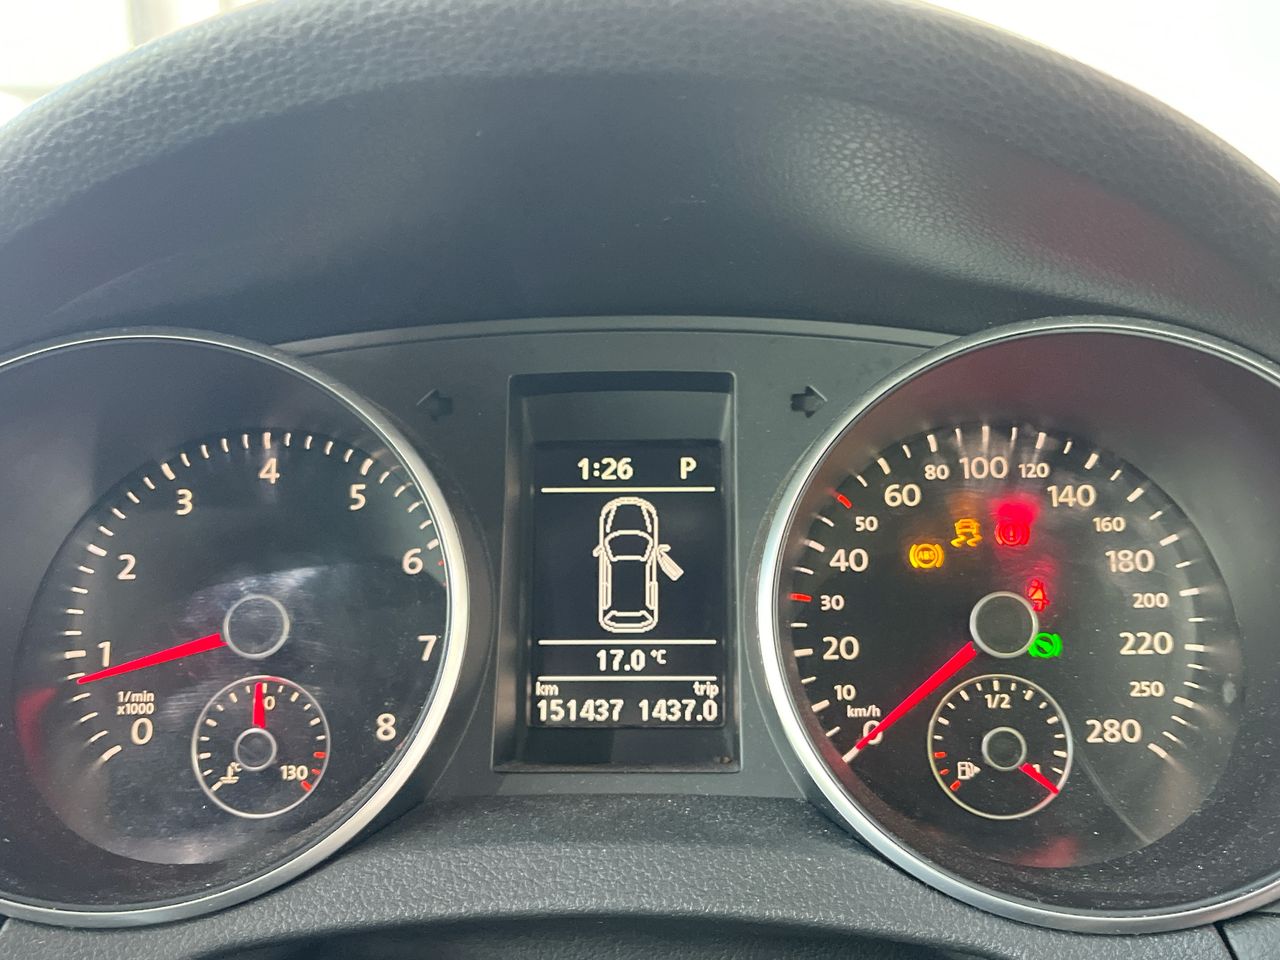 1:26 P
17.0 °C
km trip
151437 1437.0
0 1 2 3 4 5 6 7 8
1/min
x1000
°C 130
0 10 20 30 40 50 60 80 100 120 140 160 180 200 220 250 280
km/h
ABS
1/2